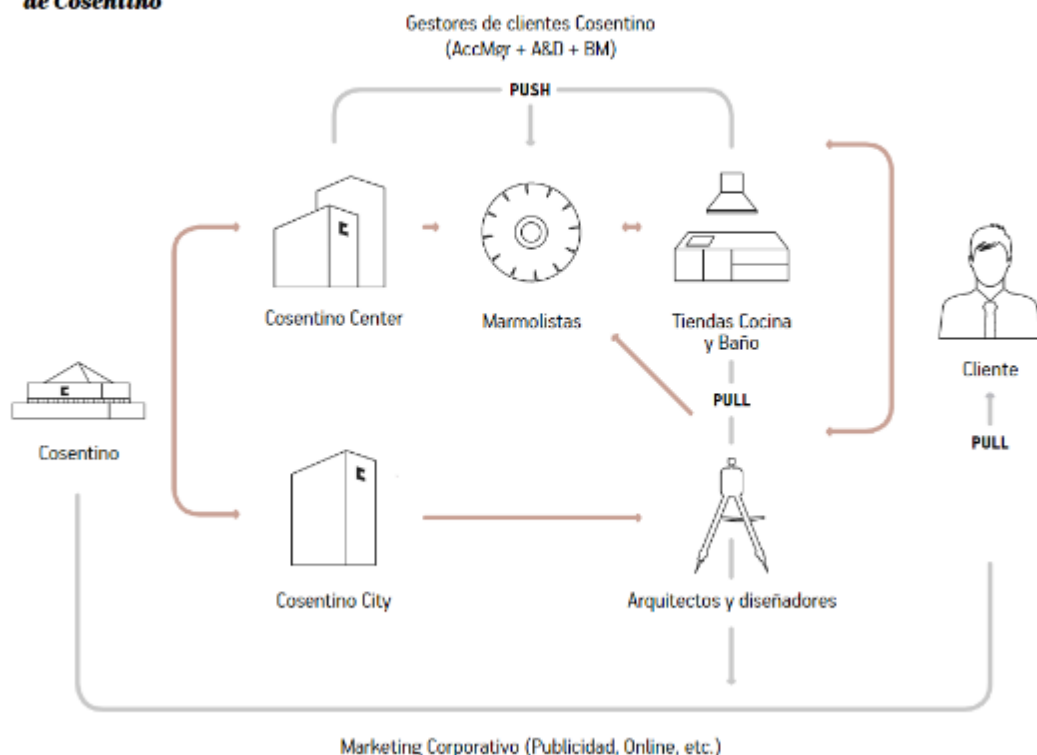 de Cosentino
Gestores de clientes Cosentino
(AccMgr + A&D + BM)
PUSH
Cosentino Center
Marmolistas
Tiendas Cocina
y Baño
Cliente
PULL
PULL
Cosentino
Cosentino City
Arquitectos y diseñadores
Marketing Corporativo (Publicidad, Online, etc.)